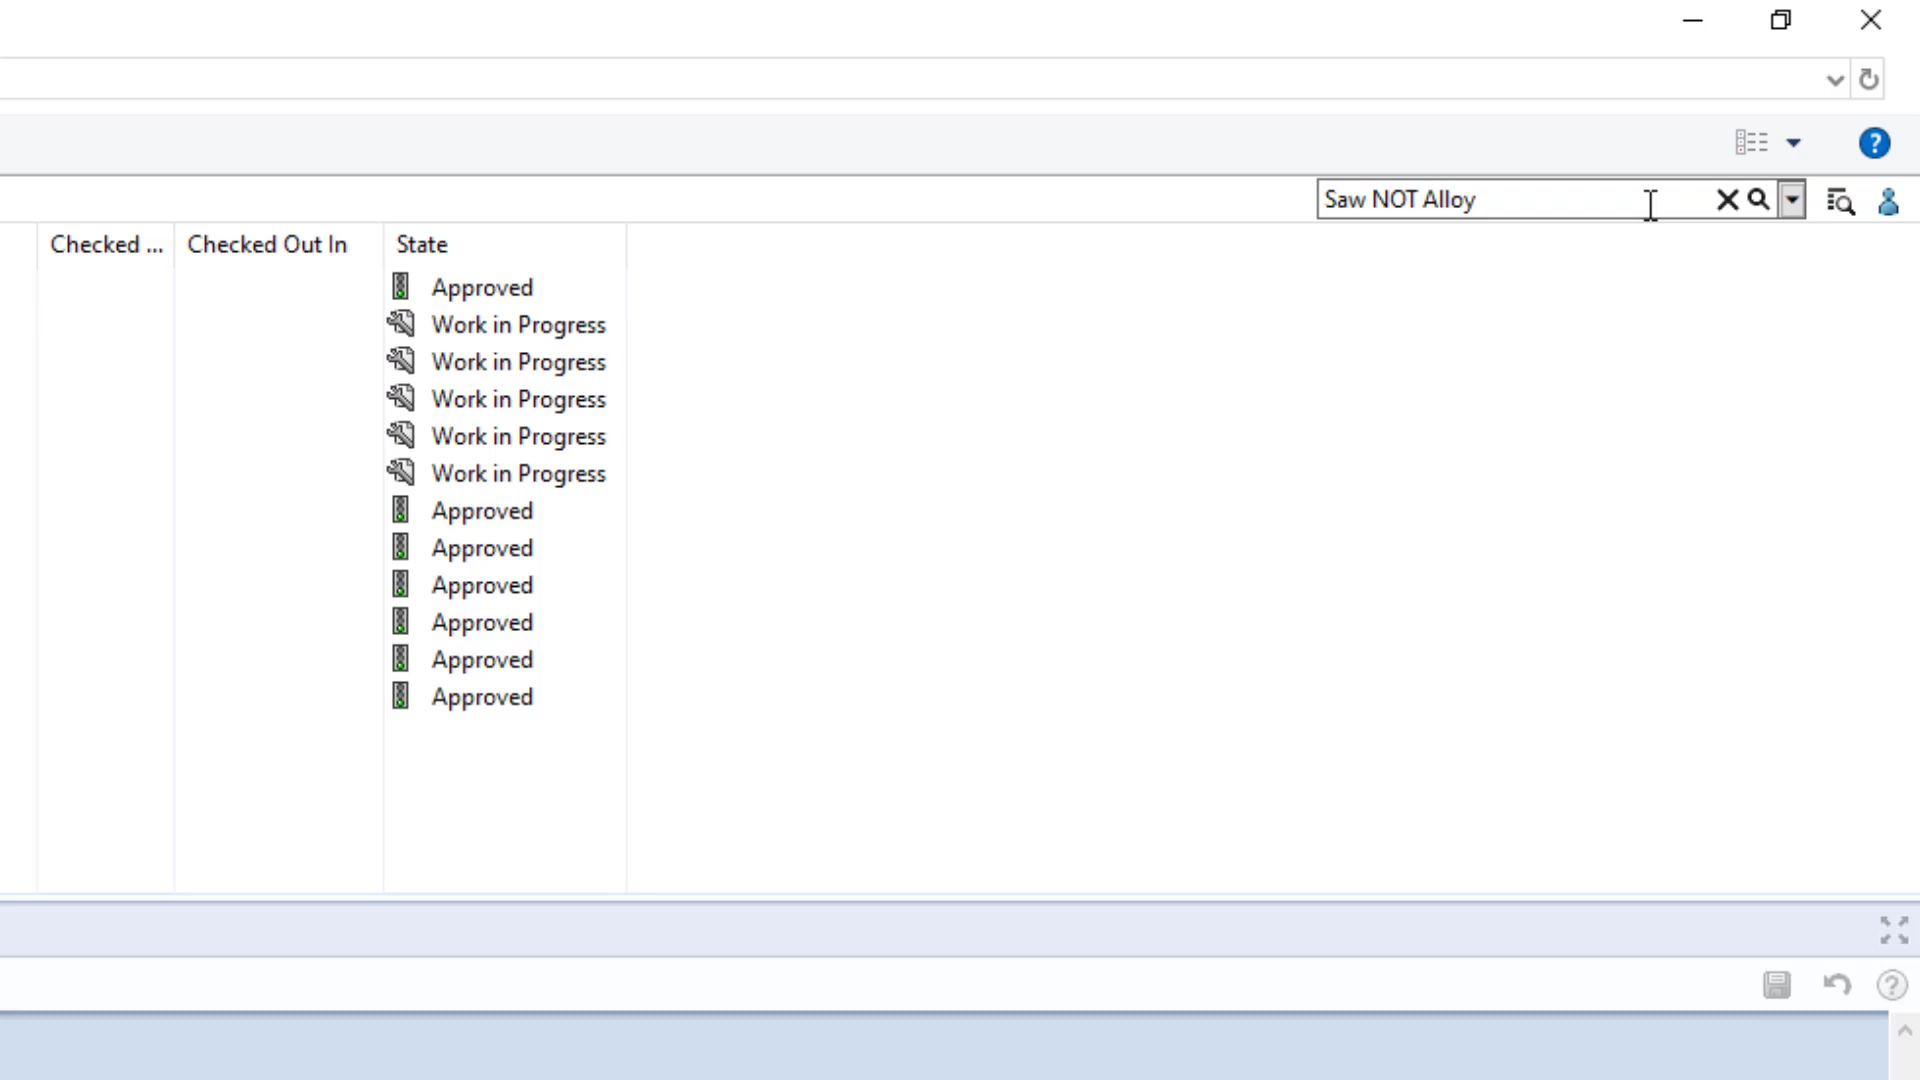 Saw NOT Alloy
Checked ... Checked Out In State
Approved
Work in Progress
Work in Progress
Work in Progress
Work in Progress
Work in Progress
Approved
Approved
Approved
Approved
Approved
Approved